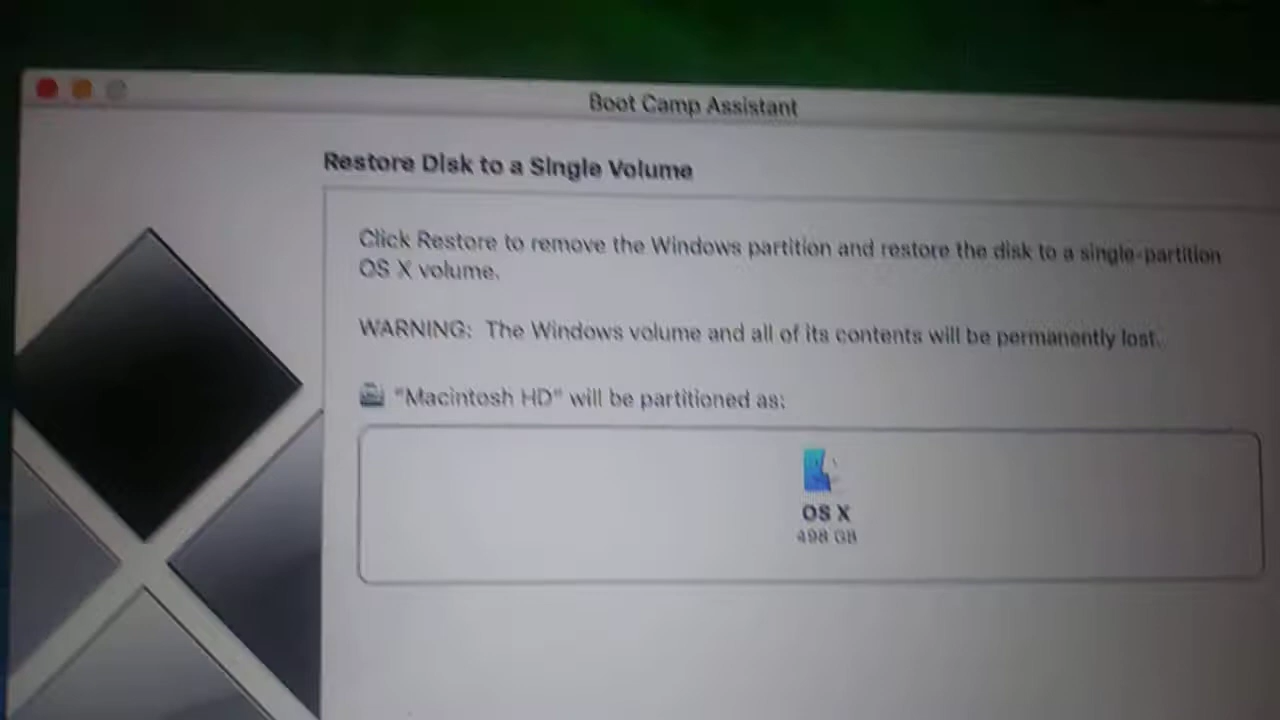 Boot Camp Assistant
Restore Disk to a Single Volume
Click Restore to remove the Windows partition and restore the disk to a single-partition
OS X volume.
WARNING: The Windows volume and all of its contents will be permanently lost.
"Macintosh HD" will be partitioned as:
OS X
498 GB